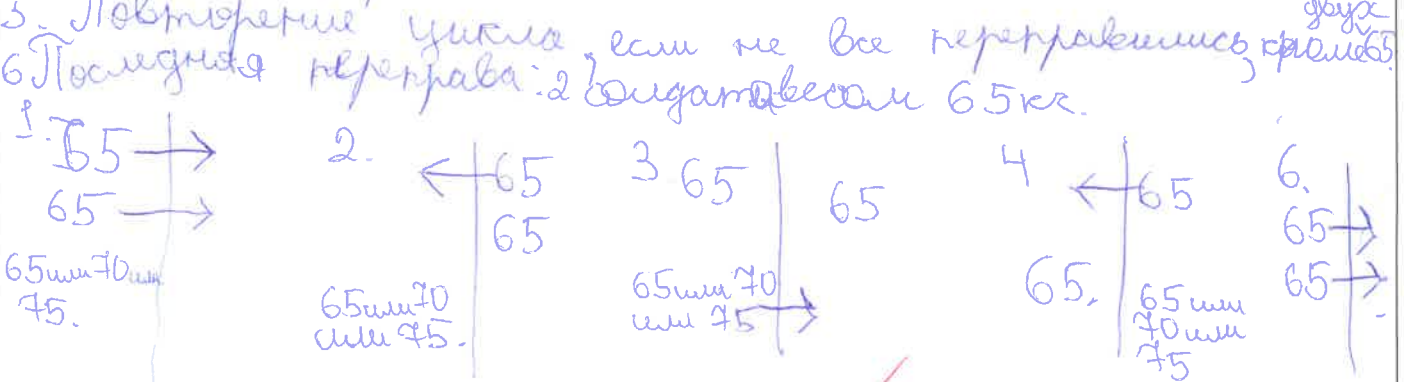 двух
5. Повторение цикла, если не все переправились, кроме 65.
6 Последняя переправа: 2 солдата весом 65кг.
1. 65
65
65 или 70 или
75.
2. 65
65
65 или 70
или 75.
3 65 65
65 или 70
или 75
4 65
65. 65 или
70 или
75
6.
65
65